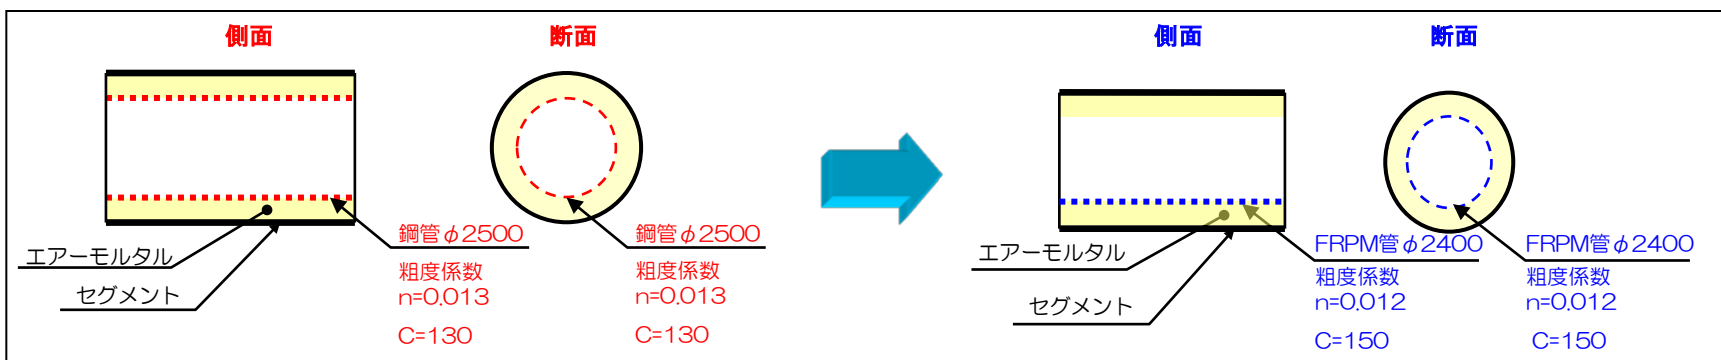 側面
断面
鋼管φ2500
粗度係数
n=0.013
C=130
鋼管φ2500
粗度係数
n=0.013
C=130
エアーモルタル
セグメント
側面
断面
FRPM管φ2400
粗度係数
n=0.012
C=150
FRPM管φ2400
粗度係数
n=0.012
C=150
エアーモルタル
セグメント